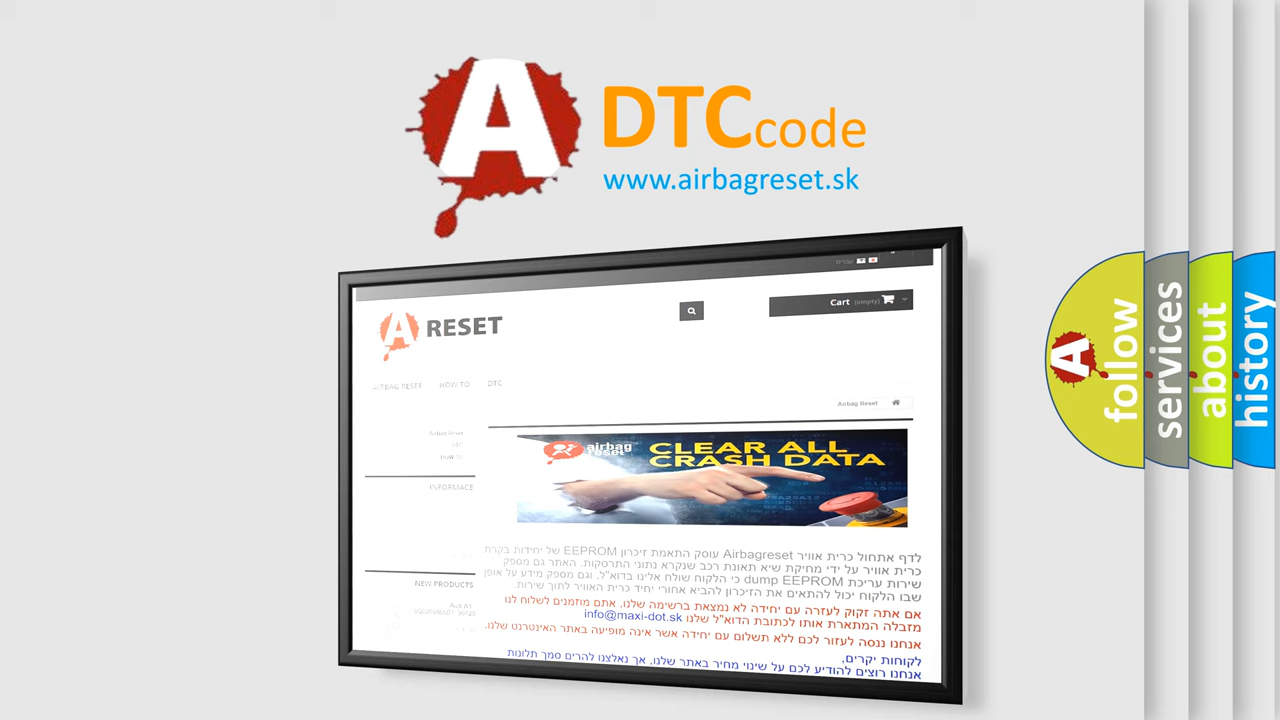 A
DTC code
www.airbagreset.sk
Cart (empty)
A RESET
AIRBAG RESET HOW TO DTC
Airbag Reset
Airbag Reset
INFORMACE
NEW PRODUCTS
airbag
reset
CLEAR ALL
CRASH DATA
לדף אתחול כרית אוויר Airbagreset עוסק התאמת זיכרון EEPROM של יחידות בקרת
כרית אוויר על ידי מחיקת שיא תאונת רכב שנקרא נתוני התרסקות. האתר גם מספק
שירות עריכת dump EEPROM כי הלקוח שולח אלינו בדוא"ל, וגם מספק מידע על אופן
שבו הלקוח יכול להתאים את הזיכרון להביא אחורי יחיד כרית האוויר לתוך שירות.
אם אתה זקוק לעזרה עם יחידה לא נמצאת ברשימה שלנו, אתם מוזמנים לשלוח לנו
מזבלה המתארת אותו לכתובת הדוא"ל שלנו info@maxi-dot.sk
אנחנו ננסה לעזור לכם ללא תשלום עם יחידה אשר אינה מופיעה באתר האינטרנט שלנו.
לקוחות יקרים,
אנחנו רוצים להודיע לכם על שינוי מחיר באתר שלנו, אך נאלצנו להרים סמך תלונות
A
follow
services
about
history